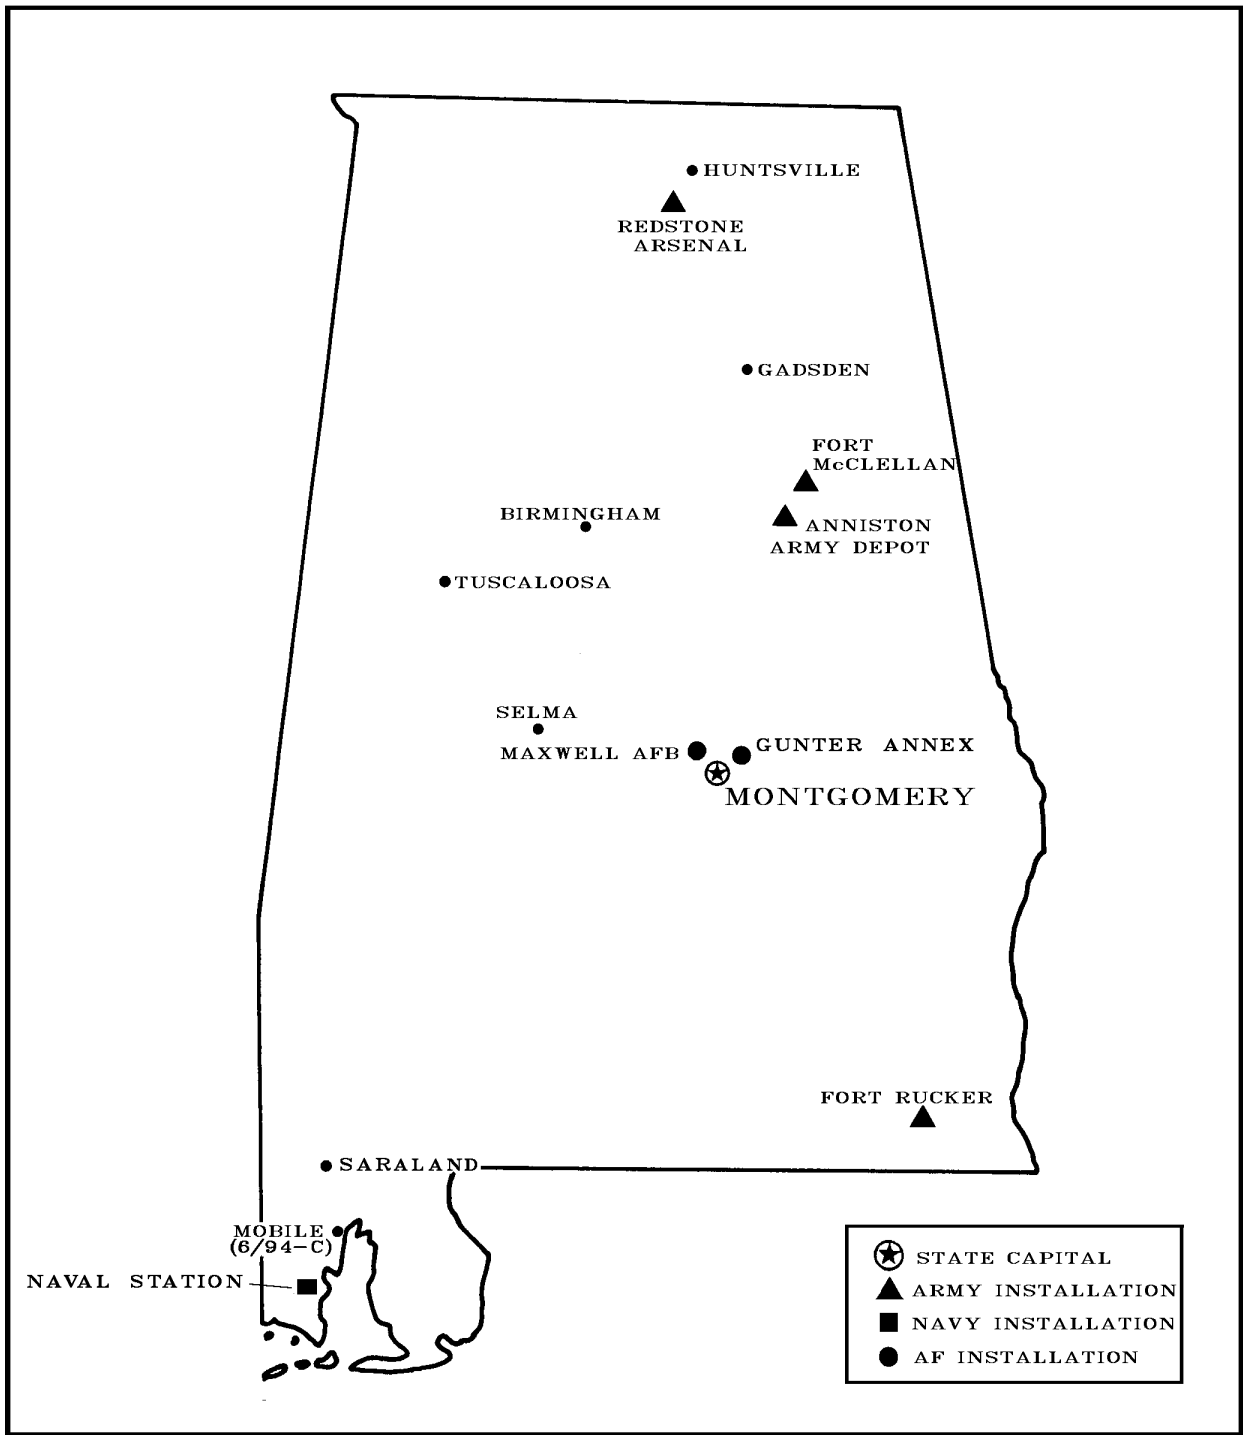 HUNTSVILLE
REDSTONE
ARSENAL
GADSDEN
FORT
McCLELLAN
BIRMINGHAM
ANNISTON
ARMY DEPOT
TUSCALOOSA
SELMA
MAXWELL AFB
GUNTER ANNEX
MONTGOMERY
FORT RUCKER
SARALAND
MOBILE
(6/94-C)
NAVAL STATION
STATE CAPITAL
ARMY INSTALLATION
NAVY INSTALLATION
AF INSTALLATION